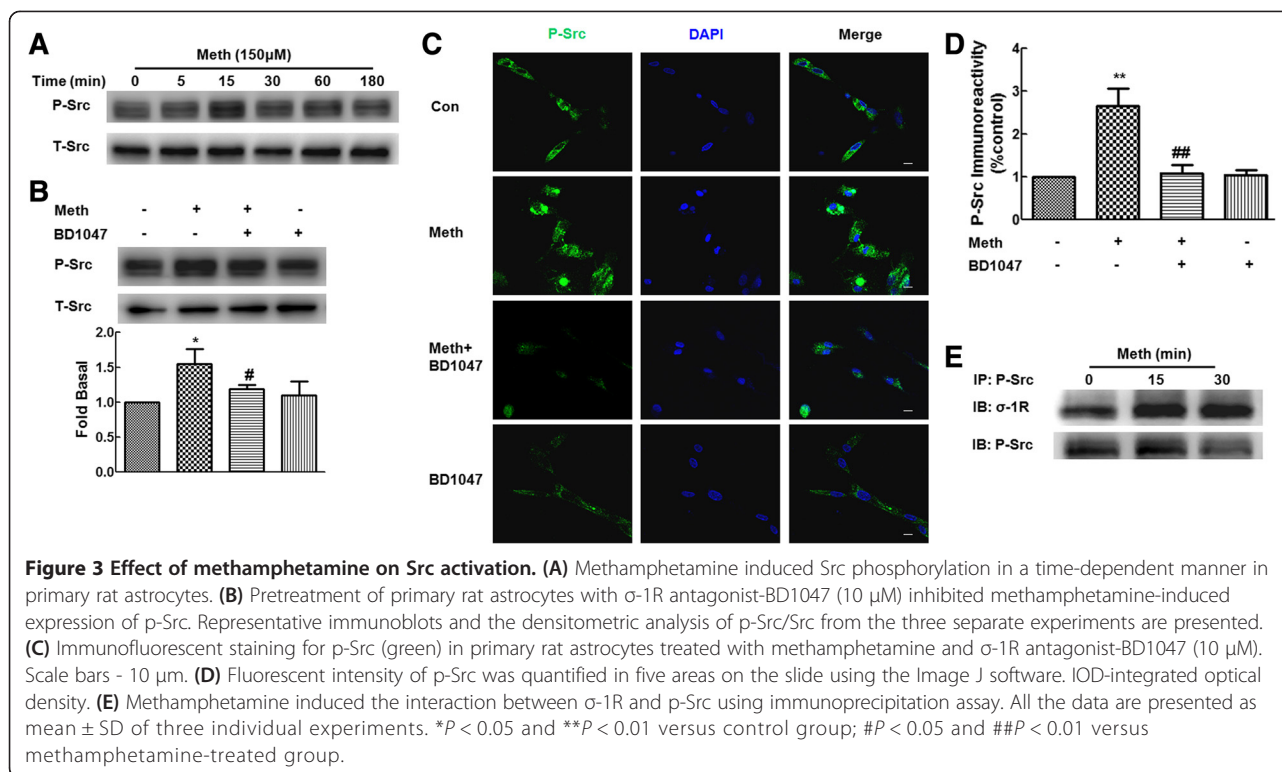 A
Meth (150μM)
Time (min) 0 5 15 30 60 180
P-Src
T-Src
B
Meth - + + -
BD1047 - - + +
P-Src
T-Src
Fold Basal
2.0
1.5
1.0
0.5
0.0
*
#
C
P-Src DAPI Merge
Con
Meth
Meth+
BD1047
BD1047
D
P-Src Immunoreactivity
(%control)
4
3
2
1
0
**
##
Meth - + + -
BD1047 - - + +
E
Meth (min)
IP: P-Src 0 15 30
IB: σ-1R
IB: P-Src
Figure 3 Effect of methamphetamine on Src activation. (A) Methamphetamine induced Src phosphorylation in a time-dependent manner in
primary rat astrocytes. (B) Pretreatment of primary rat astrocytes with σ-1R antagonist-BD1047 (10 μM) inhibited methamphetamine-induced
expression of p-Src. Representative immunoblots and the densitometric analysis of p-Src/Src from the three separate experiments are presented.
(C) Immunofluorescent staining for p-Src (green) in primary rat astrocytes treated with methamphetamine and σ-1R antagonist-BD1047 (10 μM).
Scale bars - 10 μm. (D) Fluorescent intensity of p-Src was quantified in five areas on the slide using the Image J software. IOD-integrated optical
density. (E) Methamphetamine induced the interaction between σ-1R and p-Src using immunoprecipitation assay. All the data are presented as
mean ± SD of three individual experiments. *P < 0.05 and **P < 0.01 versus control group; #P < 0.05 and ##P < 0.01 versus
methamphetamine-treated group.